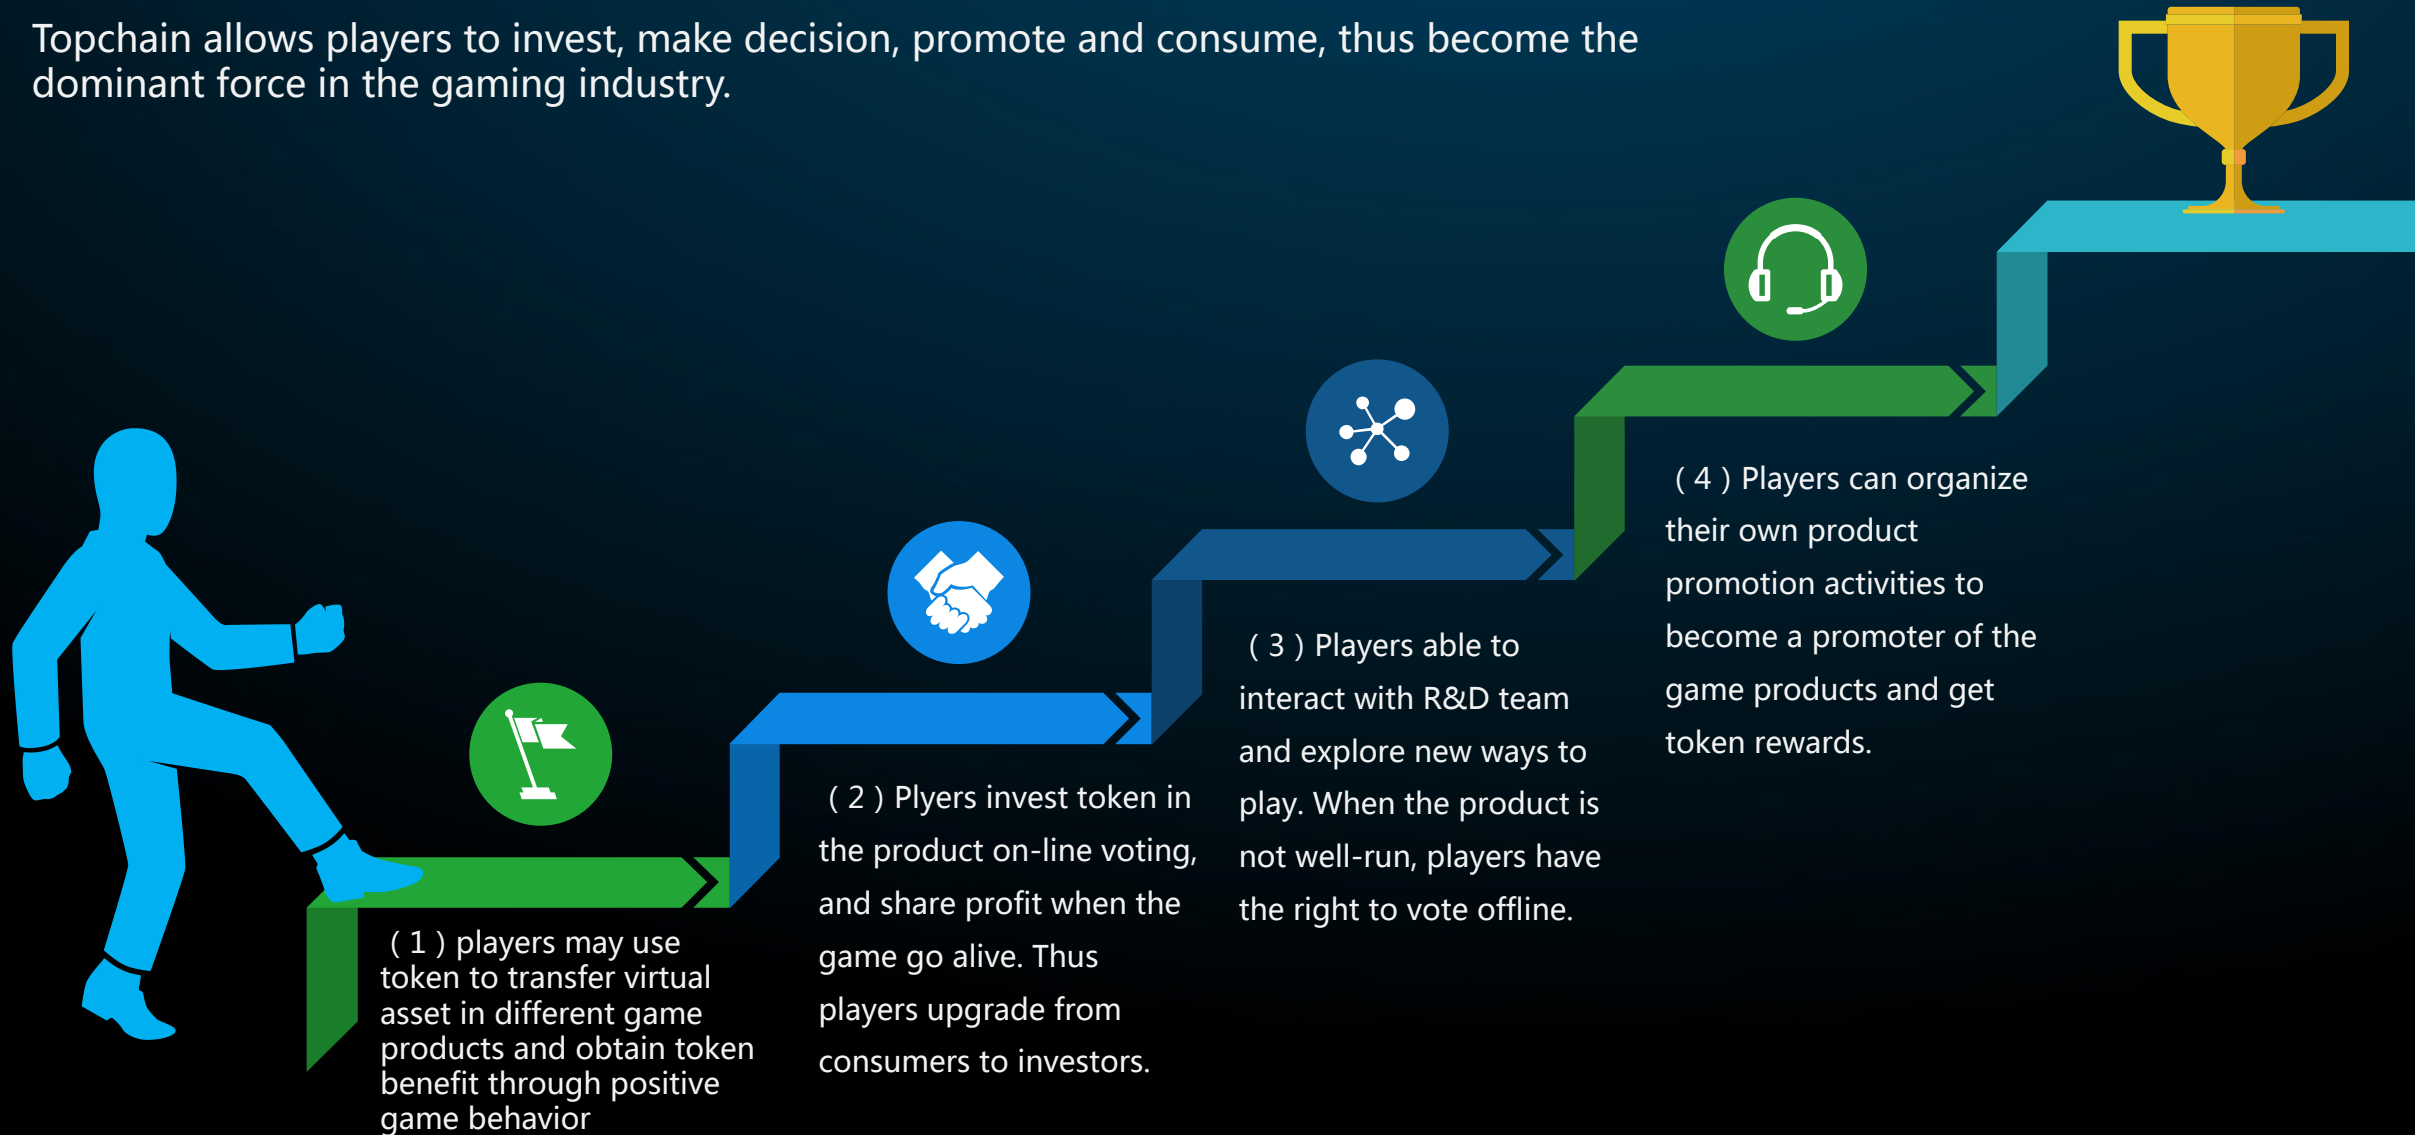 Topchain allows players to invest, make decision, promote and consume, thus become the
dominant force in the gaming industry.
（1）players may use
token to transfer virtual
asset in different game
products and obtain token
benefit through positive
game behavior
（2）Plyers invest token in
the product on-line voting,
and share profit when the
game go alive. Thus
players upgrade from
consumers to investors.
（3）Players able to
interact with R&D team
and explore new ways to
play. When the product is
not well-run, players have
the right to vote offline.
（4）Players can organize
their own product
promotion activities to
become a promoter of the
game products and get
token rewards.